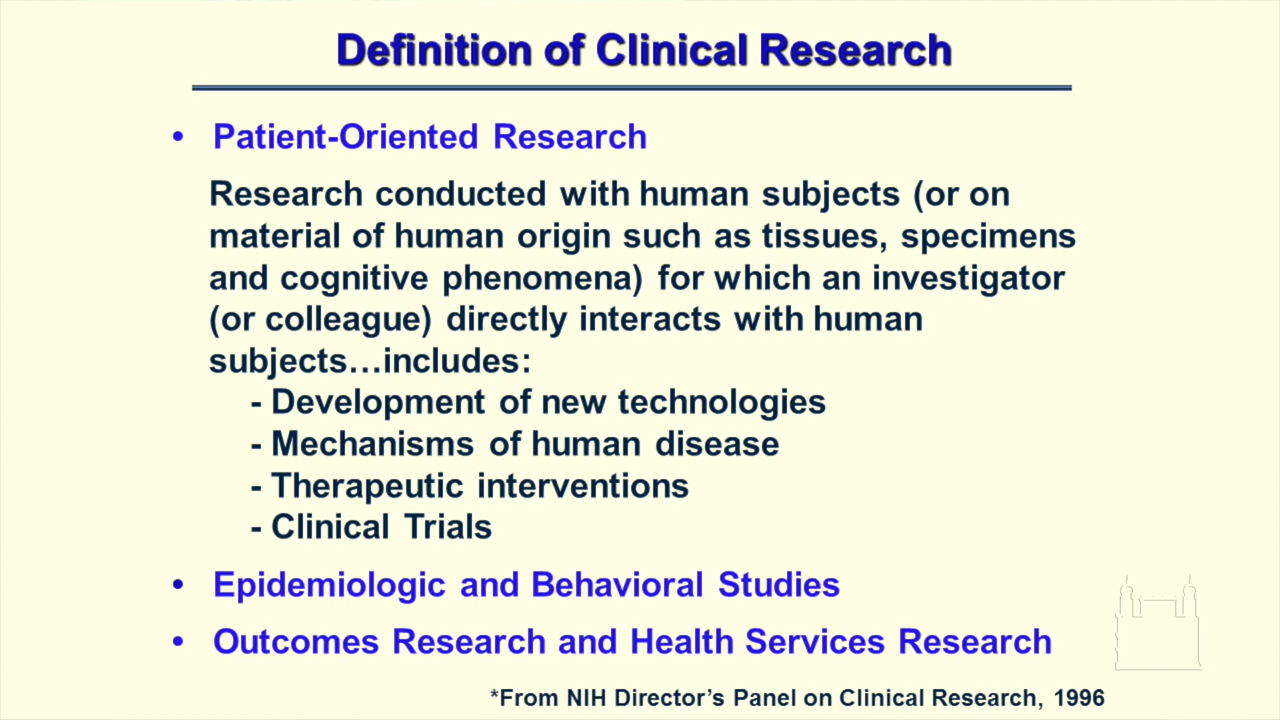 Definition of Clinical Research
• Patient-Oriented Research
Research conducted with human subjects (or on
material of human origin such as tissues, specimens
and cognitive phenomena) for which an investigator
(or colleague) directly interacts with human
subjects…includes:
- Development of new technologies
- Mechanisms of human disease
- Therapeutic interventions
- Clinical Trials
• Epidemiologic and Behavioral Studies
• Outcomes Research and Health Services Research
*From NIH Director’s Panel on Clinical Research, 1996